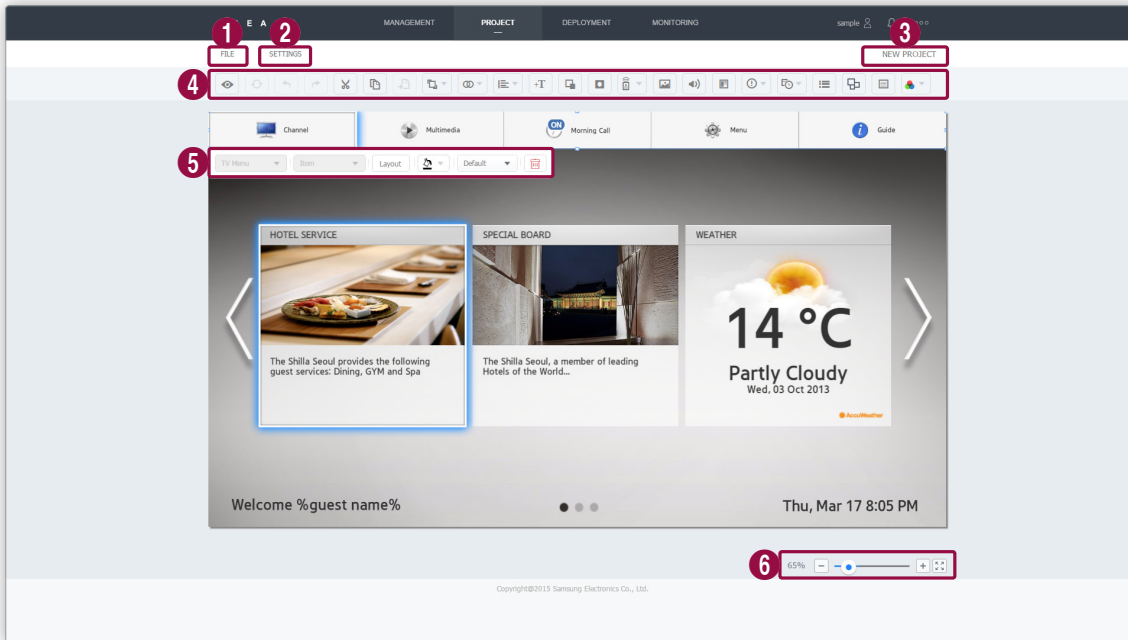 E A
MANAGEMENT
PROJECT
DEPLOYMENT
MONITORING
sample
1
2
3
FILE
SETTINGS
NEW PROJECT
4
+T
Channel
Multimedia
ON
Morning Call
Menu
i
Guide
5
TV Menu
Item
Layout
Default
HOTEL SERVICE
The Shilla Seoul provides the following
guest services: Dining, GYM and Spa
SPECIAL BOARD
The Shilla Seoul, a member of leading
Hotels of the World...
WEATHER
14 °C
Partly Cloudy
Wed, 03 Oct 2013
AccuWeather
Welcome %guest name%
Thu, Mar 17 8:05 PM
6
65%
Copyright@2015 Samsung Electronics Co., Ltd.